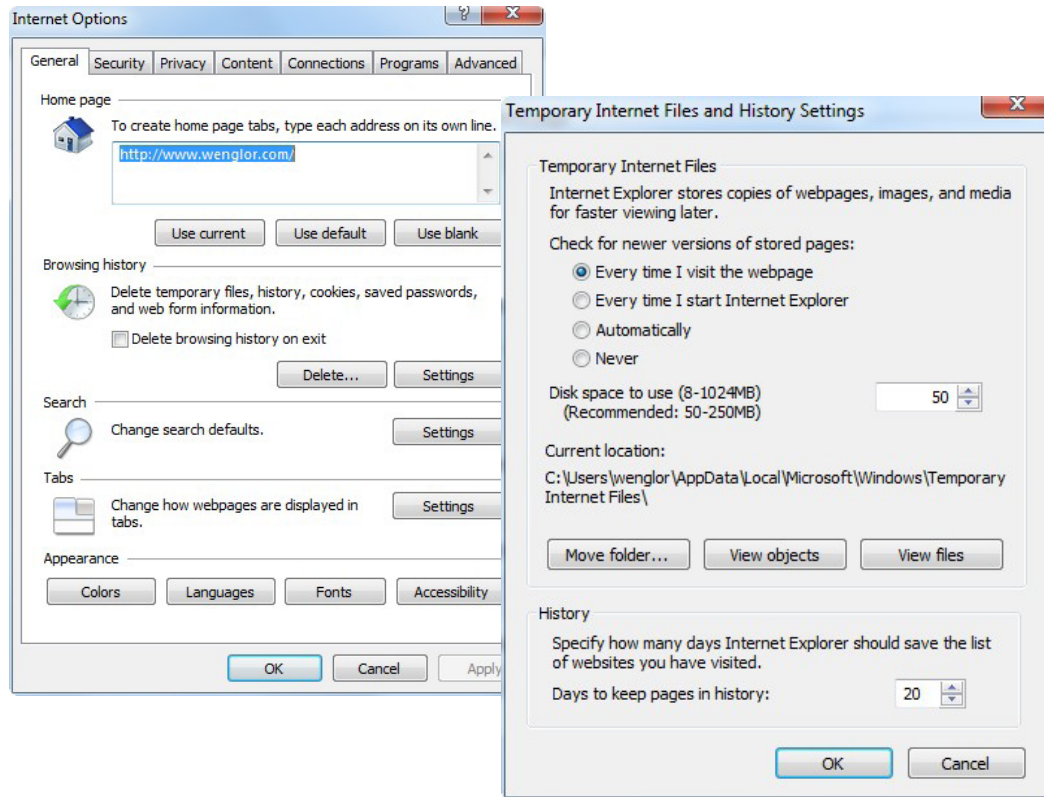 Internet Options
General Security Privacy Content Connections Programs Advanced
Home page
To create home page tabs, type each address on its own line.
http://www.wenglor.com/
Use current Use default Use blank
Browsing history
Delete temporary files, history, cookies, saved passwords,
and web form information.
Delete browsing history on exit
Delete... Settings
Search
Change search defaults. Settings
Tabs
Change how webpages are displayed in Settings
tabs.
Appearance
Colors Languages Fonts Accessibility
OK Cancel Apply
Temporary Internet Files and History Settings
Temporary Internet Files
Internet Explorer stores copies of webpages, images, and media
for faster viewing later.
Check for newer versions of stored pages:
Every time I visit the webpage
Every time I start Internet Explorer
Automatically
Never
Disk space to use (8-1024MB) 50
(Recommended: 50-250MB)
Current location:
C:\Users\wenglor\AppData\Local\Microsoft\Windows\Temporary
Internet Files\
Move folder... View objects View files
History
Specify how many days Internet Explorer should save the list
of websites you have visited.
Days to keep pages in history: 20
OK Cancel